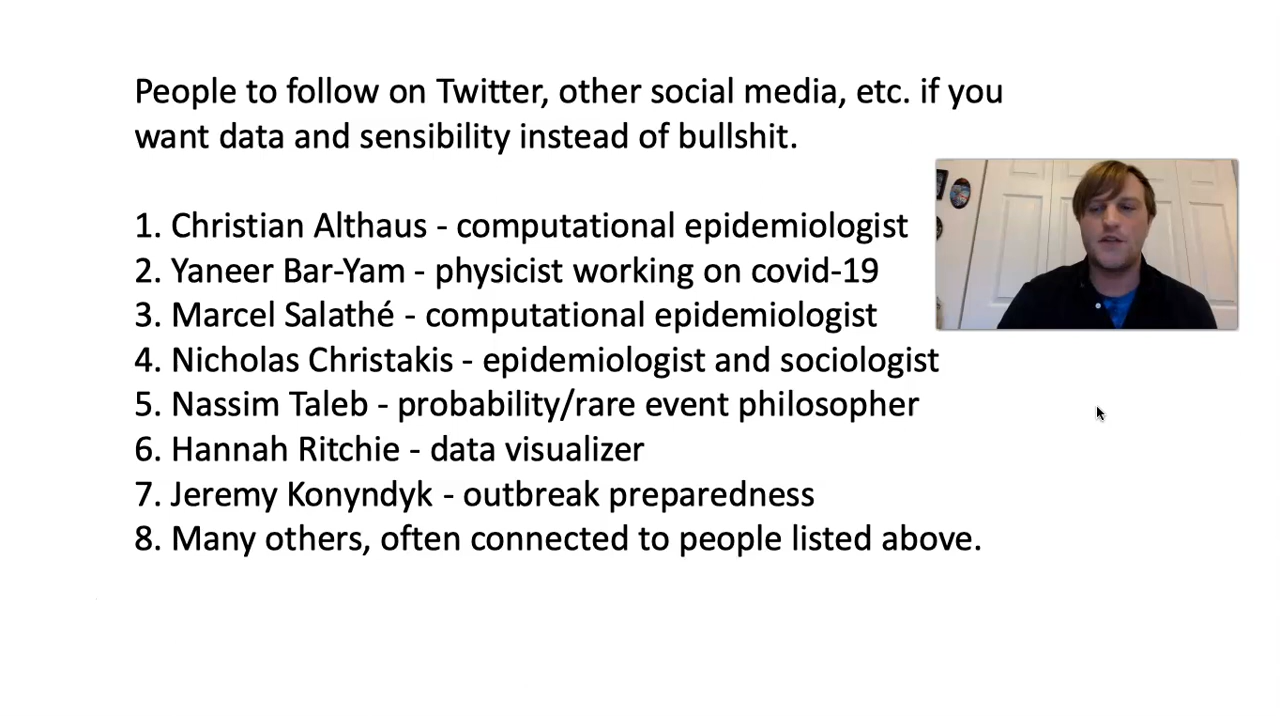 People to follow on Twitter, other social media, etc. if you
want data and sensibility instead of bullshit.
1. Christian Althaus - computational epidemiologist
2. Yaneer Bar-Yam - physicist working on covid-19
3. Marcel Salathé - computational epidemiologist
4. Nicholas Christakis - epidemiologist and sociologist
5. Nassim Taleb - probability/rare event philosopher
6. Hannah Ritchie - data visualizer
7. Jeremy Konyndyk - outbreak preparedness
8. Many others, often connected to people listed above.